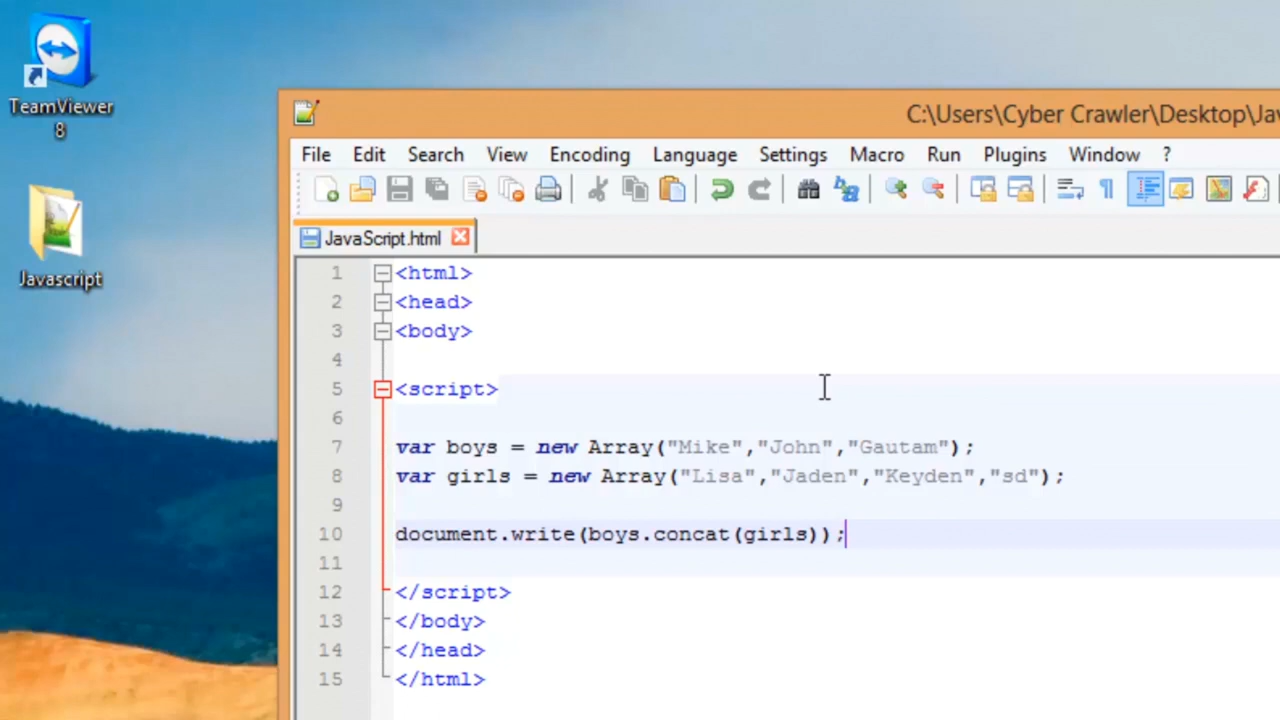 TeamViewer
8
Javascript
C:\Users\Cyber Crawler\Desktop\Jav
File Edit Search View Encoding Language Settings Macro Run Plugins Window ?
JavaScript.html
1 <html>
2 <head>
3 <body>
4
5 <script>
6
7 var boys = new Array("Mike","John","Gautam");
8 var girls = new Array("Lisa","Jaden","Keyden","sd");
9
10 document.write(boys.concat(girls));
11
12 </script>
13 </body>
14 </head>
15 </html>